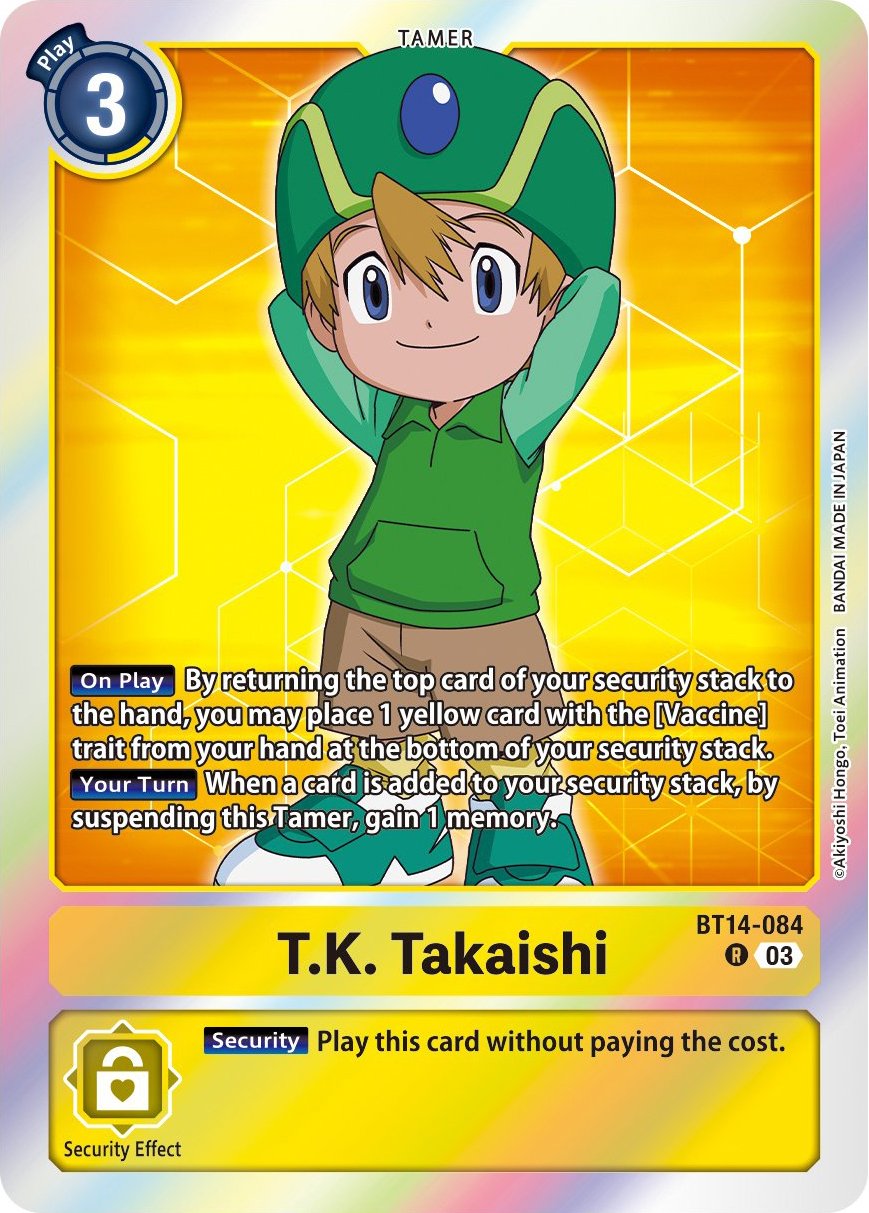 TAMER
Play
3
On Play By returning the top card of your security stack to
the hand, you may place 1 yellow card with the [Vaccine]
trait from your hand at the bottom of your security stack.
Your Turn When a card is added to your security stack, by
suspending this Tamer, gain 1 memory.
©Akiyoshi Hongo, Toei Animation BANDAI MADE IN JAPAN
BT14-084
T.K. Takaishi
R 03
Security Play this card without paying the cost.
Security Effect